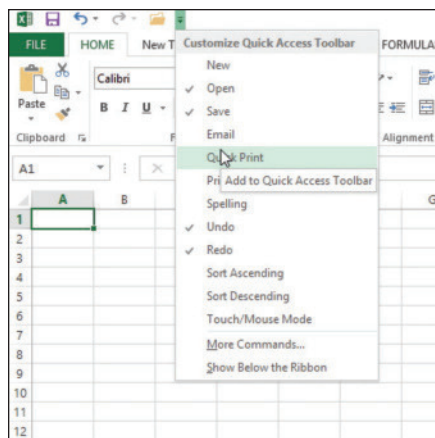 Customize Quick Access Toolbar
FILE HOME New T FORMULA
New
Open
Save
Email
Quick Print
Pri Add to Quick Access Toolbar
Spelling
Undo
Redo
Sort Ascending
Sort Descending
Touch/Mouse Mode
More Commands...
Show Below the Ribbon
Paste
Calibri
B I U
Clipboard F Alignment
A1
A B G
1
2
3
4
5
6
7
8
9
10
11
12